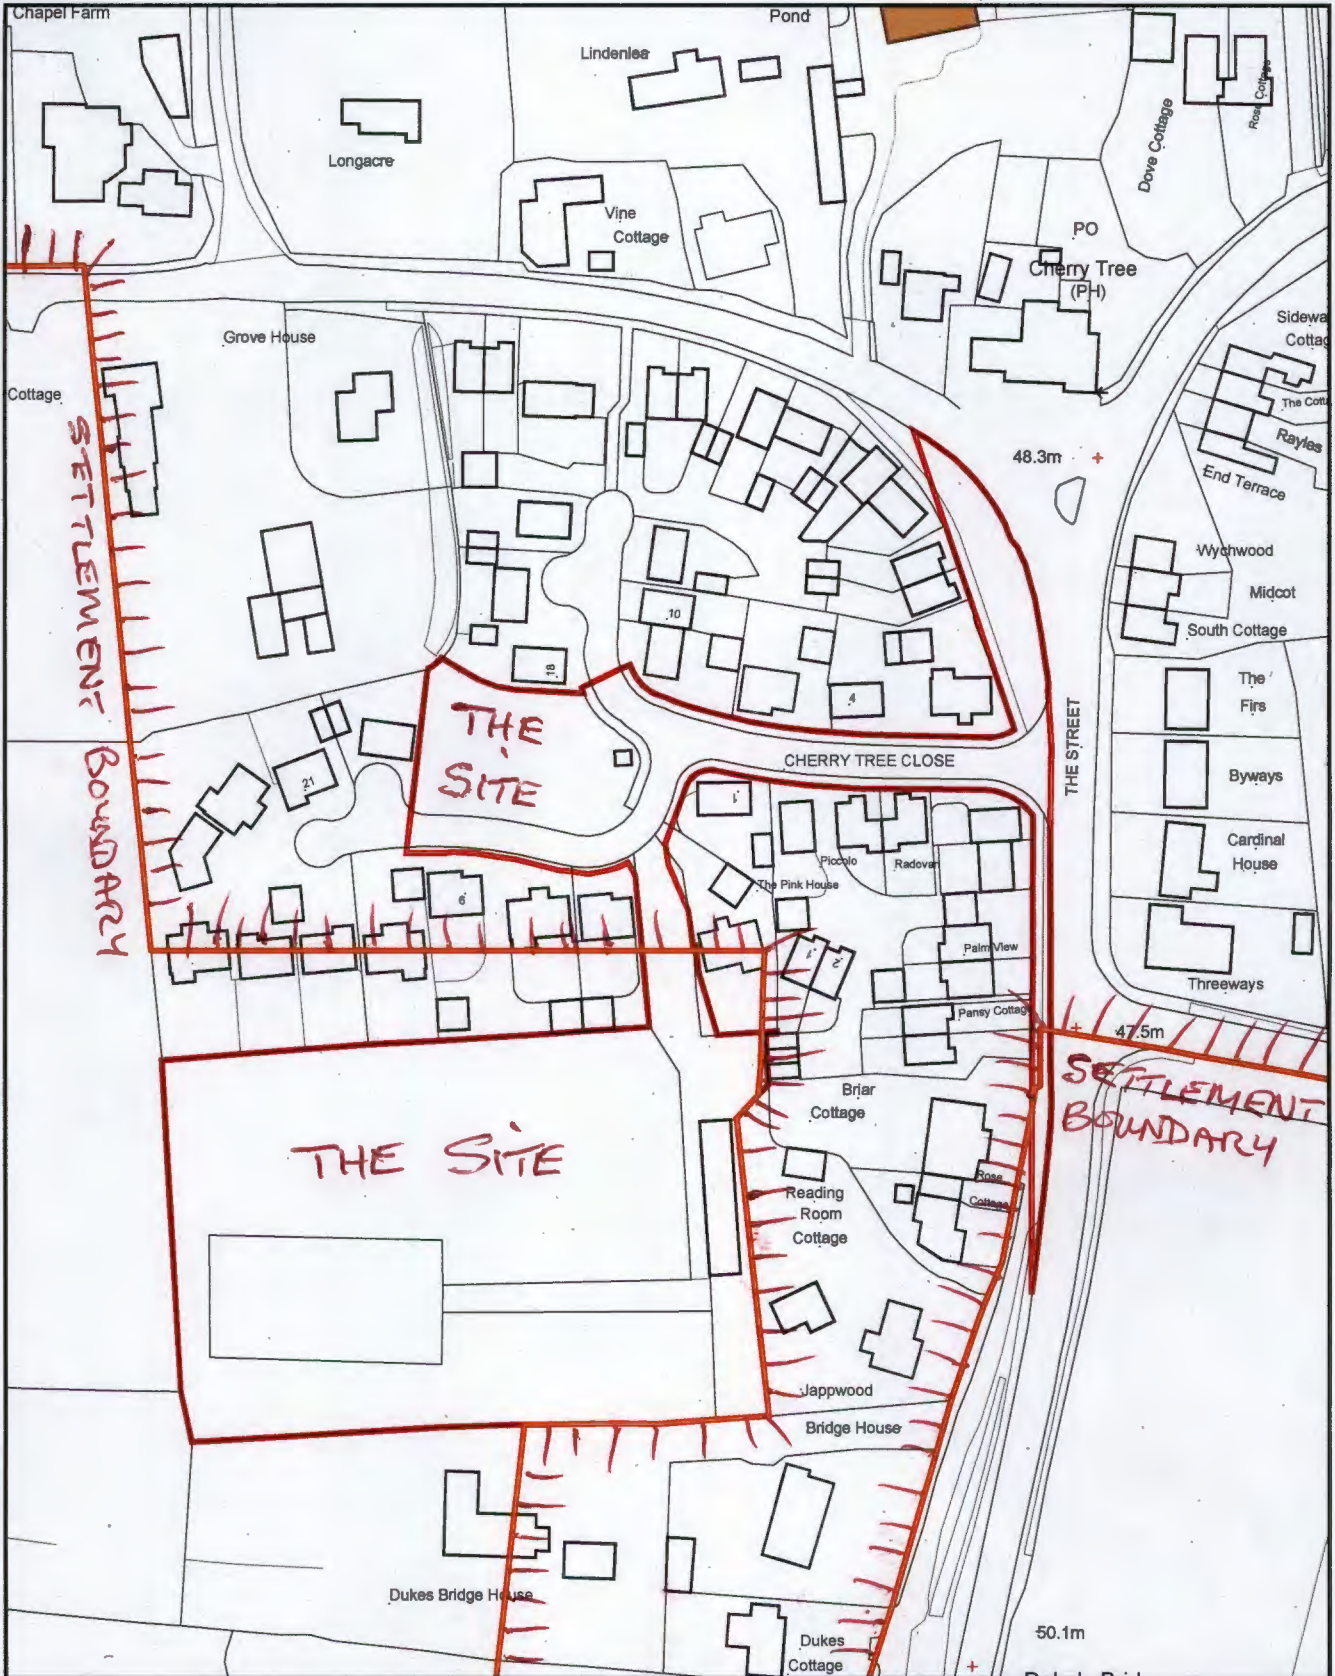 Chapel Farm
Pond
Lindenlea
Longacre
Vine
Cottage
Dove Cottage
Rose Cottage
PO
Cherry Tree
(PH)
Grove House
Cottage
The Cott
Rayles
End Terrace
48.3m
Wychwood
Midcot
South Cottage
10
18
4
The
Firs
THE
SITE
THE STREET
CHERRY TREE CLOSE
Byways
21
1
Piccolo
Radovar
Cardinal
House
The Pink House
6
SETTLEMENT BOUNDARY
1
2
Palm View
Threeways
Pansy Cottage
47.5m
SETTLEMENT
BOUNDARY
Briar
Cottage
THE SITE
Rose
Cottage
Reading
Room
Cottage
Jappwood
Bridge House
Dukes Bridge House
Dukes
Cottage
50.1m